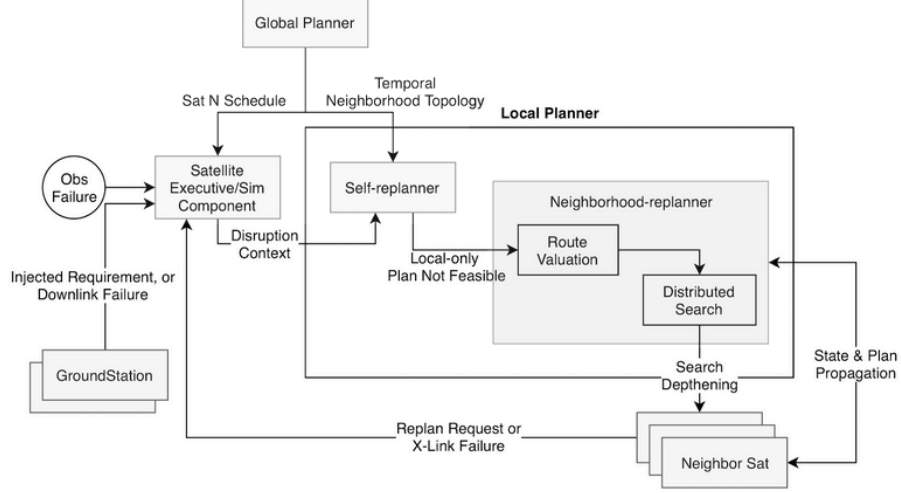 Global Planner
Sat N Schedule
Temporal
Neighborhood Topology
Local Planner
Obs
Failure
Satellite
Executive/Sim
Component
Self-replanner
Neighborhood-replanner
Route
Valuation
Disruption
Context
Local-only
Plan Not Feasible
Distributed
Search
Injected Requirement, or
Downlink Failure
GroundStation
Search
Depthening
State & Plan
Propagation
Replan Request or
X-Link Failure
Neighbor Sat